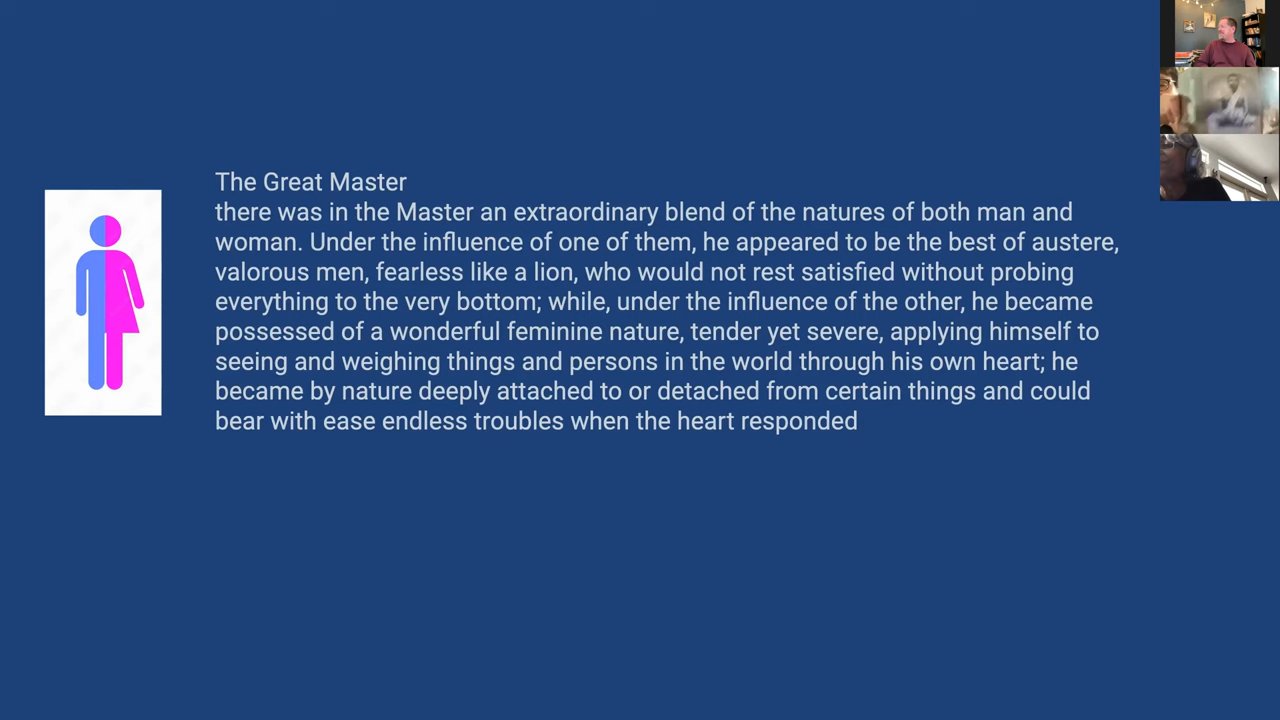 The Great Master
there was in the Master an extraordinary blend of the natures of both man and
woman. Under the influence of one of them, he appeared to be the best of austere,
valorous men, fearless like a lion, who would not rest satisfied without probing
everything to the very bottom; while, under the influence of the other, he became
possessed of a wonderful feminine nature, tender yet severe, applying himself to
seeing and weighing things and persons in the world through his own heart; he
became by nature deeply attached to or detached from certain things and could
bear with ease endless troubles when the heart responded